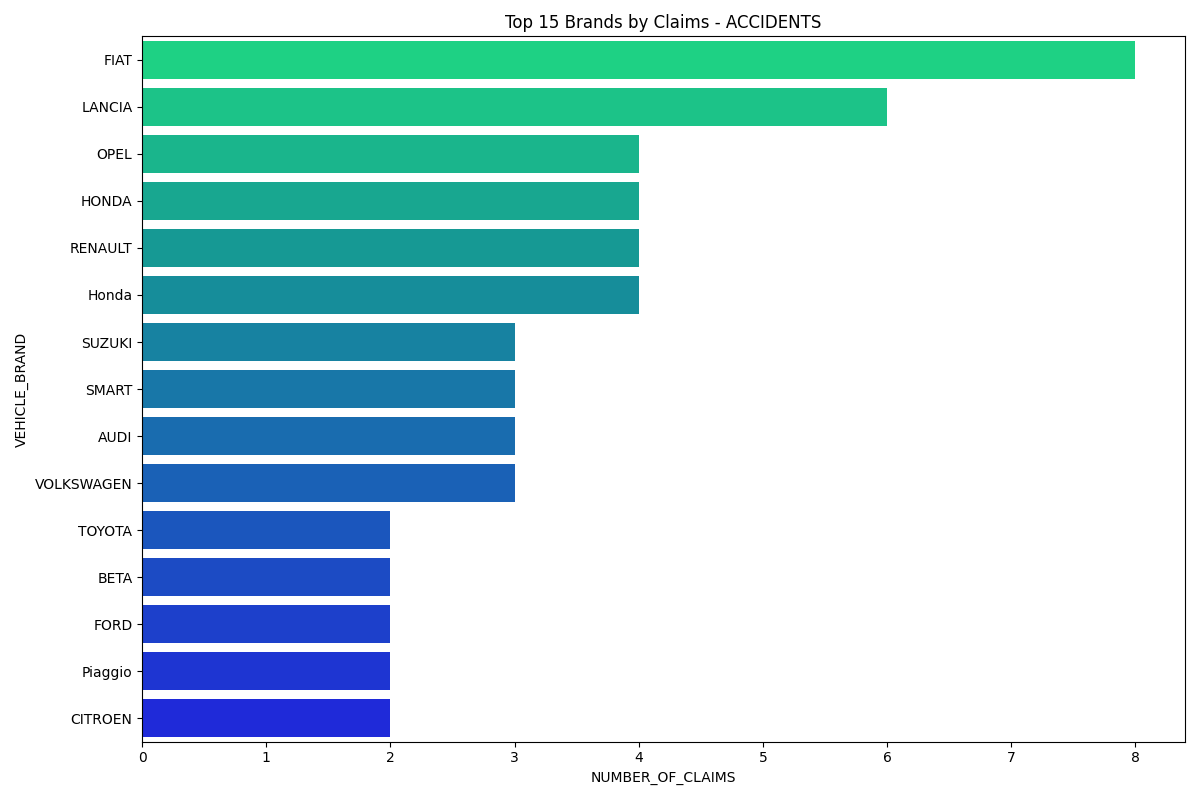 Top 15 Brands by Claims - ACCIDENTS
VEHICLE_BRAND
FIAT
LANCIA
OPEL
HONDA
RENAULT
Honda
SUZUKI
SMART
AUDI
VOLKSWAGEN
TOYOTA
BETA
FORD
Piaggio
CITROEN
0 1 2 3 4 5 6 7 8
NUMBER_OF_CLAIMS